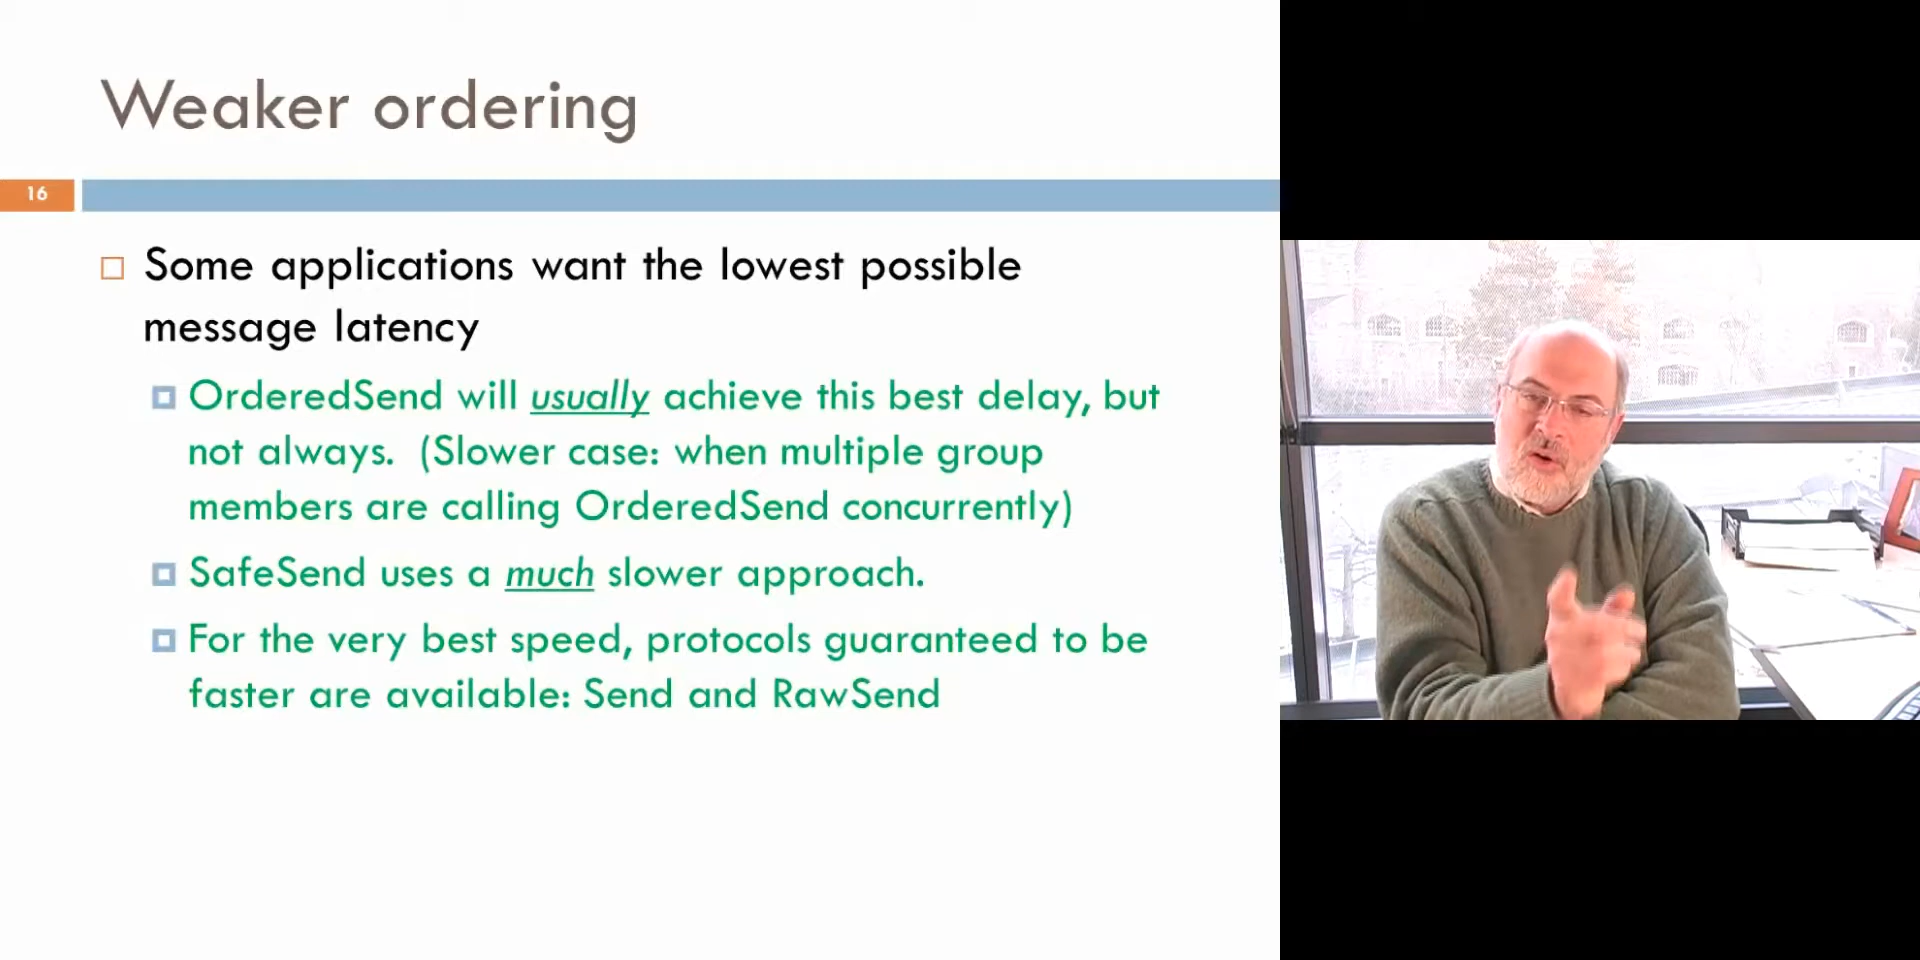 Weaker ordering
16
Some applications want the lowest possible
message latency
OrderedSend will usually achieve this best delay, but
not always. (Slower case: when multiple group
members are calling OrderedSend concurrently)
SafeSend uses a much slower approach.
For the very best speed, protocols guaranteed to be
faster are available: Send and RawSend